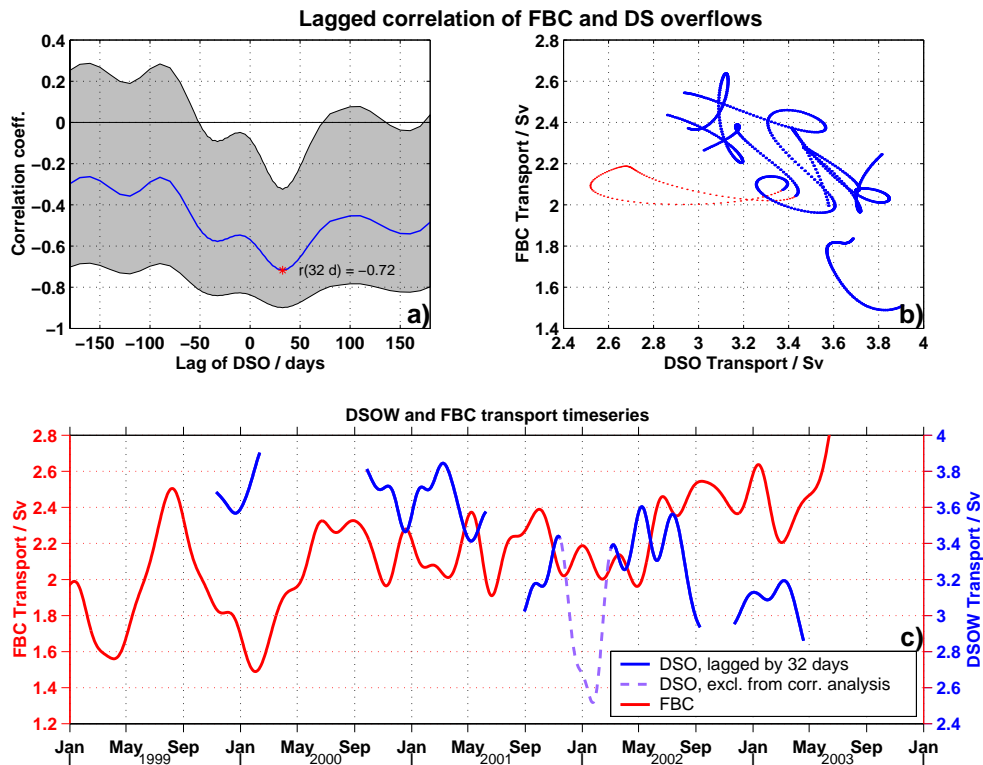 Lagged correlation of FBC and DS overflows
Correlation coeff.
0.4
0.2
0
−0.2
−0.4
−0.6
−0.8
−1
r(32 d) = −0.72
a)
−150 −100 −50 0 50 100 150
Lag of DSO / days
FBC Transport / Sv
2.8
2.6
2.4
2.2
2
1.8
1.6
1.4
b)
2.4 2.6 2.8 3 3.2 3.4 3.6 3.8 4
DSO Transport / Sv
DSOW and FBC transport timeseries
FBC Transport / Sv
2.8
2.6
2.4
2.2
2
1.8
1.6
1.4
1.2
4
3.8
3.6
3.4
3.2
3
2.8
2.6
2.4
DSOW Transport / Sv
c)
DSO, lagged by 32 days
DSO, excl. from corr. analysis
FBC
Jan May Sep Jan May Sep Jan May Sep Jan May Sep Jan May Sep Jan
1999 2000 2001 2002 2003